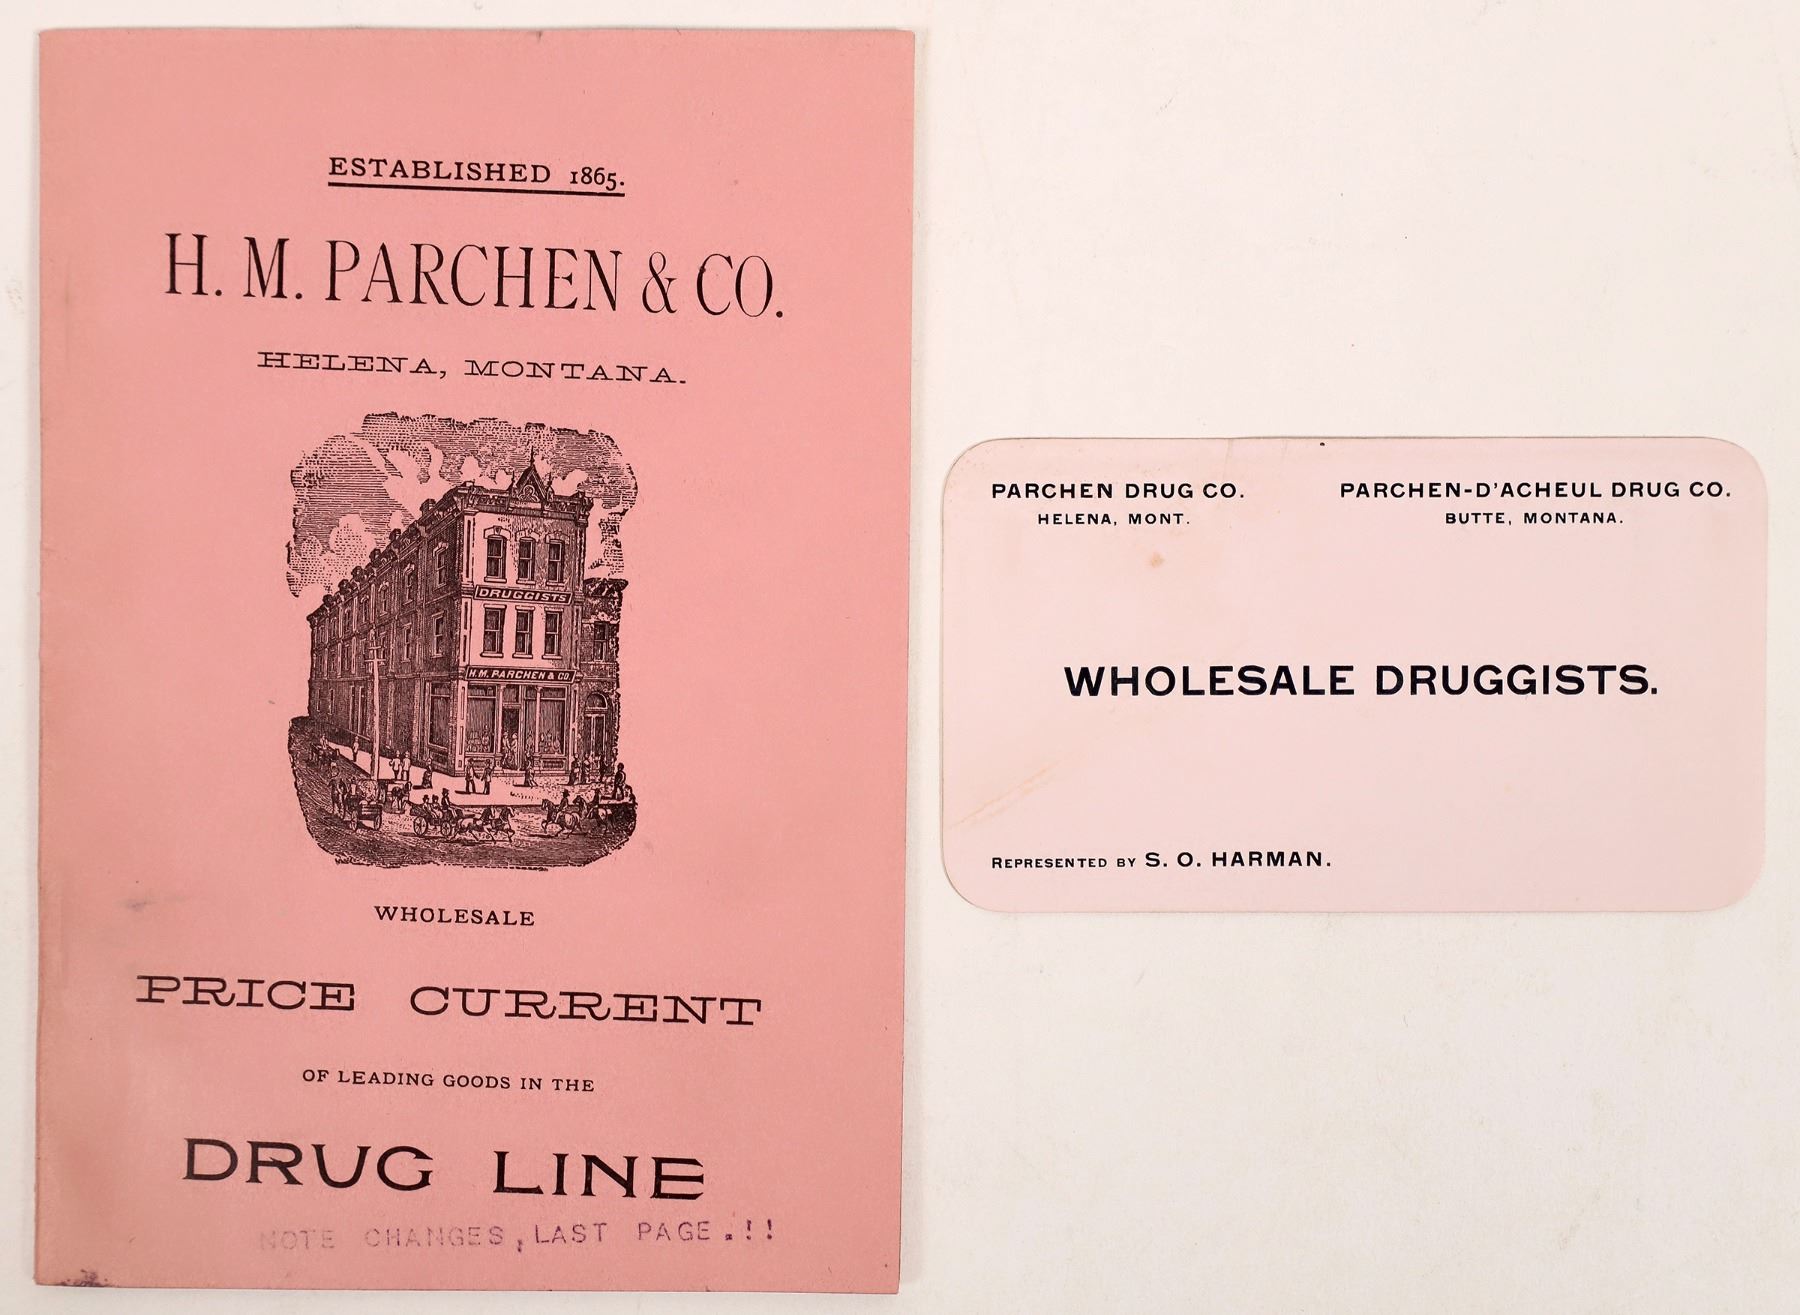 ESTABLISHED 1865.
H. M. PARCHEN & CO.
HELENA, MONTANA.
DRUGGISTS
H.M. PARCHEN & CO.
WHOLESALE
PRICE CURRENT
OF LEADING GOODS IN THE
DRUG LINE
NOTE CHANGES, LAST PAGE.!!
PARCHEN DRUG CO.
HELENA, MONT.
PARCHEN-D'ACHEUL DRUG CO.
BUTTE, MONTANA.
WHOLESALE DRUGGISTS.
REPRESENTED BY S. O. HARMAN.